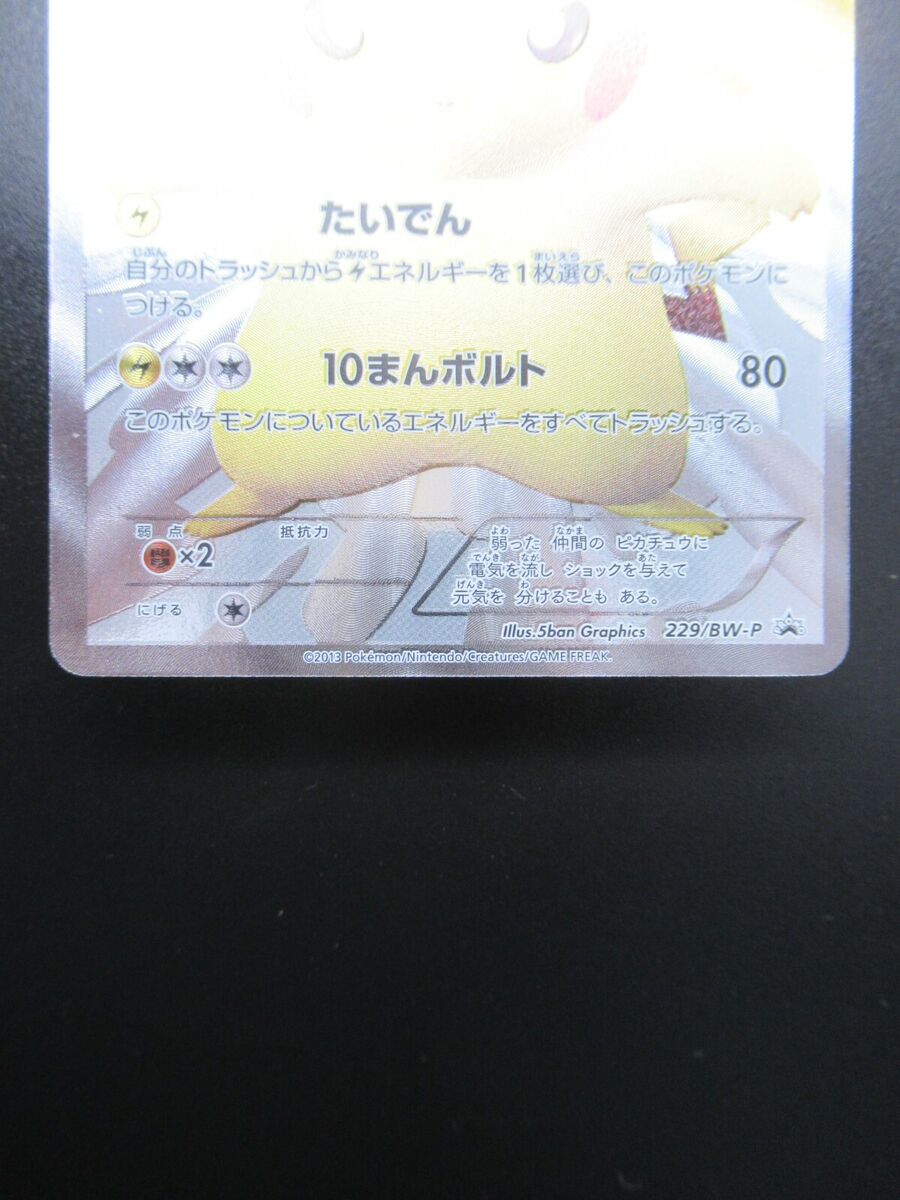 たいでん
自分のトラッシュからエネルギーを1枚選び、このポケモンに
つける。
10まんボルト 80
このポケモンについているエネルギーをすべてトラッシュする。
弱点 抵抗力
×2
にげる
弱った 仲間の ピカチュウに
電気を流し ショックを与えて
元気を 分けることも ある。
Illus.5ban Graphics 229/BW-P
©2013 Pokémon/Nintendo/Creatures/GAME FREAK.